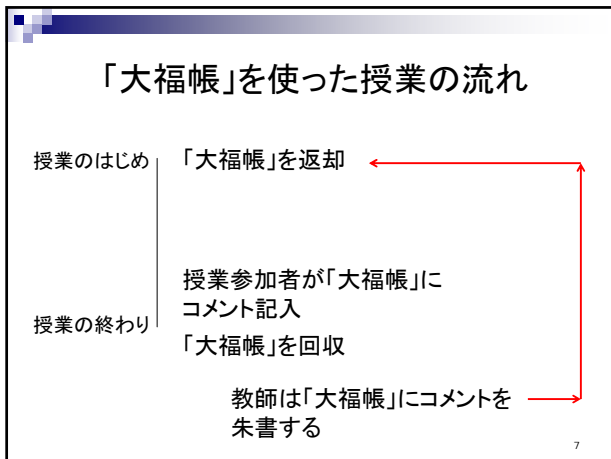 「大福帳」を使った授業の流れ
授業のはじめ
「大福帳」を返却
授業参加者が「大福帳」に
コメント記入
授業の終わり
「大福帳」を回収
教師は「大福帳」にコメントを
朱書する
7